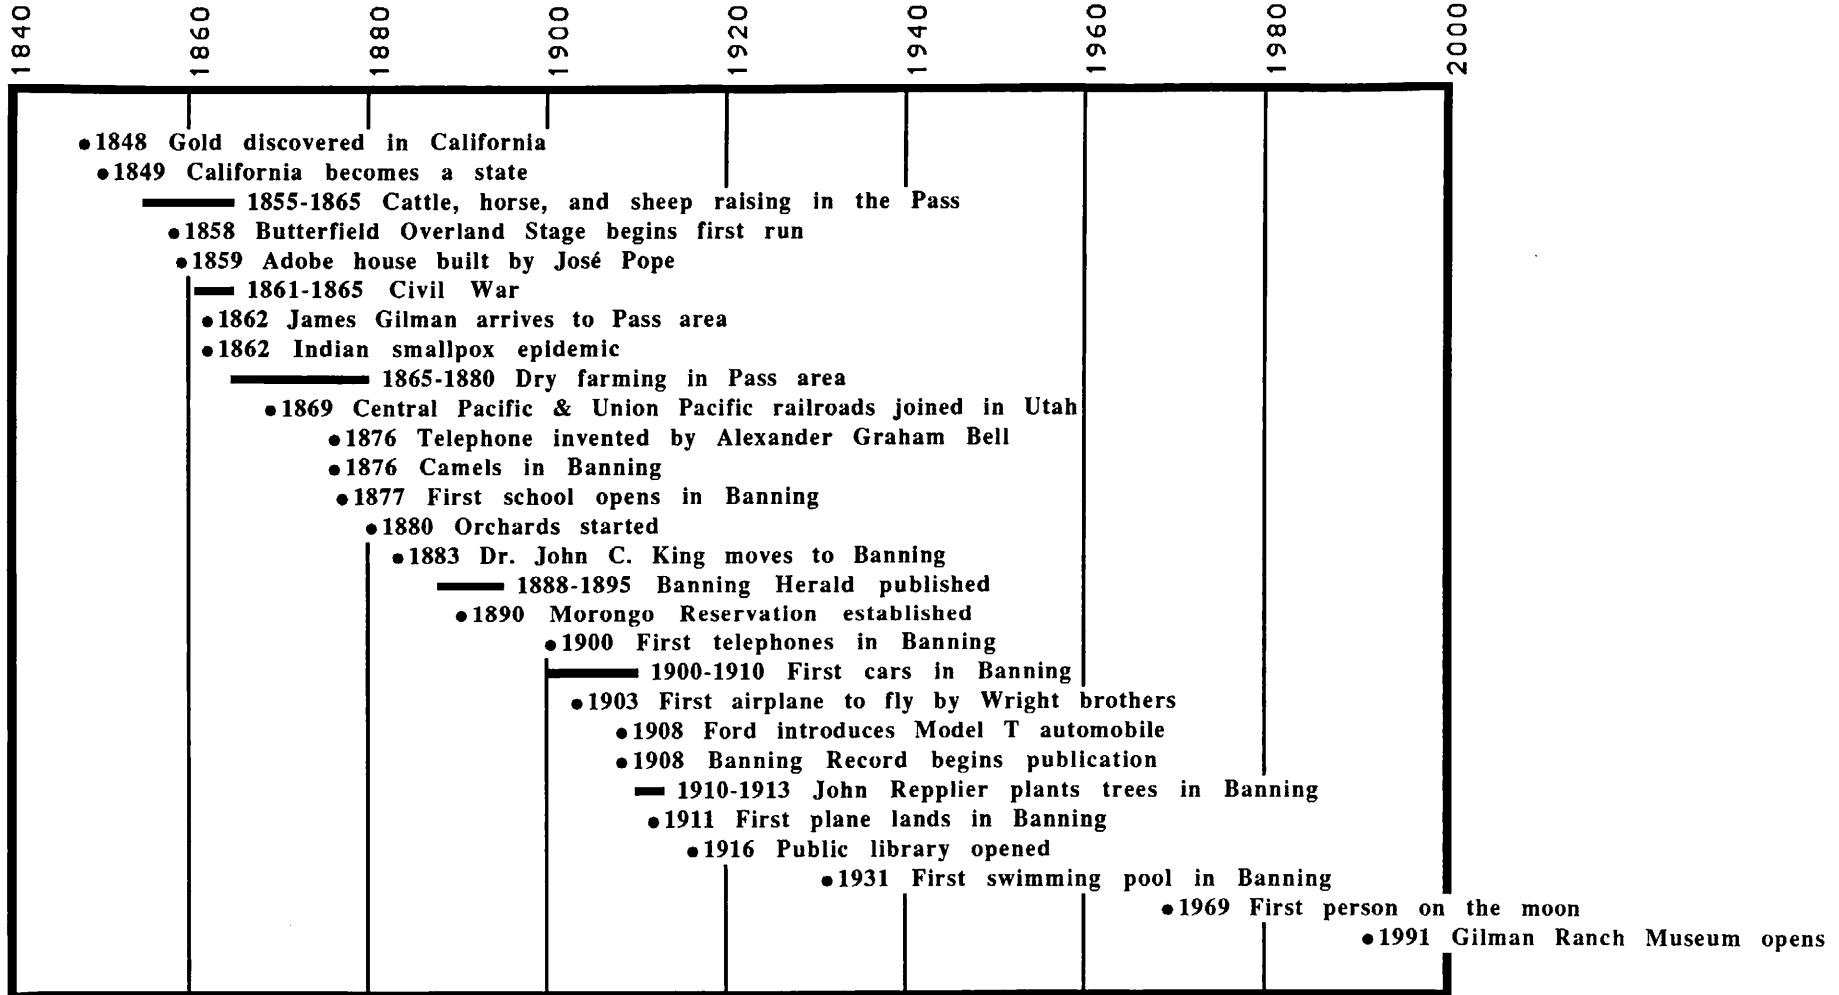 1840
1860
1880
1900
1920
1940
1960
1980
2000
1848 Gold discovered in California
1849 California becomes a state
1855-1865 Cattle, horse, and sheep raising in the Pass
1858 Butterfield Overland Stage begins first run
1859 Adobe house built by José Pope
1861-1865 Civil War
1862 James Gilman arrives to Pass area
1862 Indian smallpox epidemic
1865-1880 Dry farming in Pass area
1869 Central Pacific & Union Pacific railroads joined in Utah
1876 Telephone invented by Alexander Graham Bell
1876 Camels in Banning
1877 First school opens in Banning
1880 Orchards started
1883 Dr. John C. King moves to Banning
1888-1895 Banning Herald published
1890 Morongo Reservation established
1900 First telephones in Banning
1900-1910 First cars in Banning
1903 First airplane to fly by Wright brothers
1908 Ford introduces Model T automobile
1908 Banning Record begins publication
1910-1913 John Repplier plants trees in Banning
1911 First plane lands in Banning
1916 Public library opened
1931 First swimming pool in Banning
1969 First person on the moon
1991 Gilman Ranch Museum opens